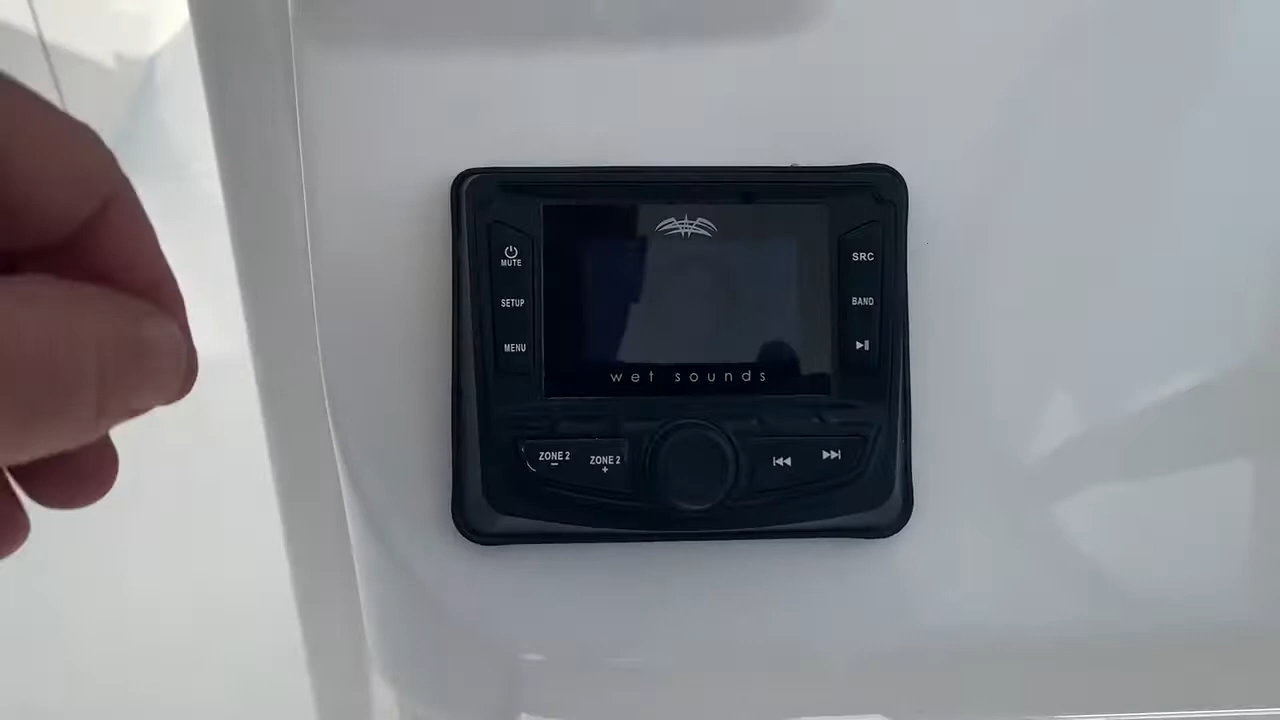 MUTE
SETUP
MENU
SRC
BAND
wet sounds
ZONE 2
-
ZONE 2
+